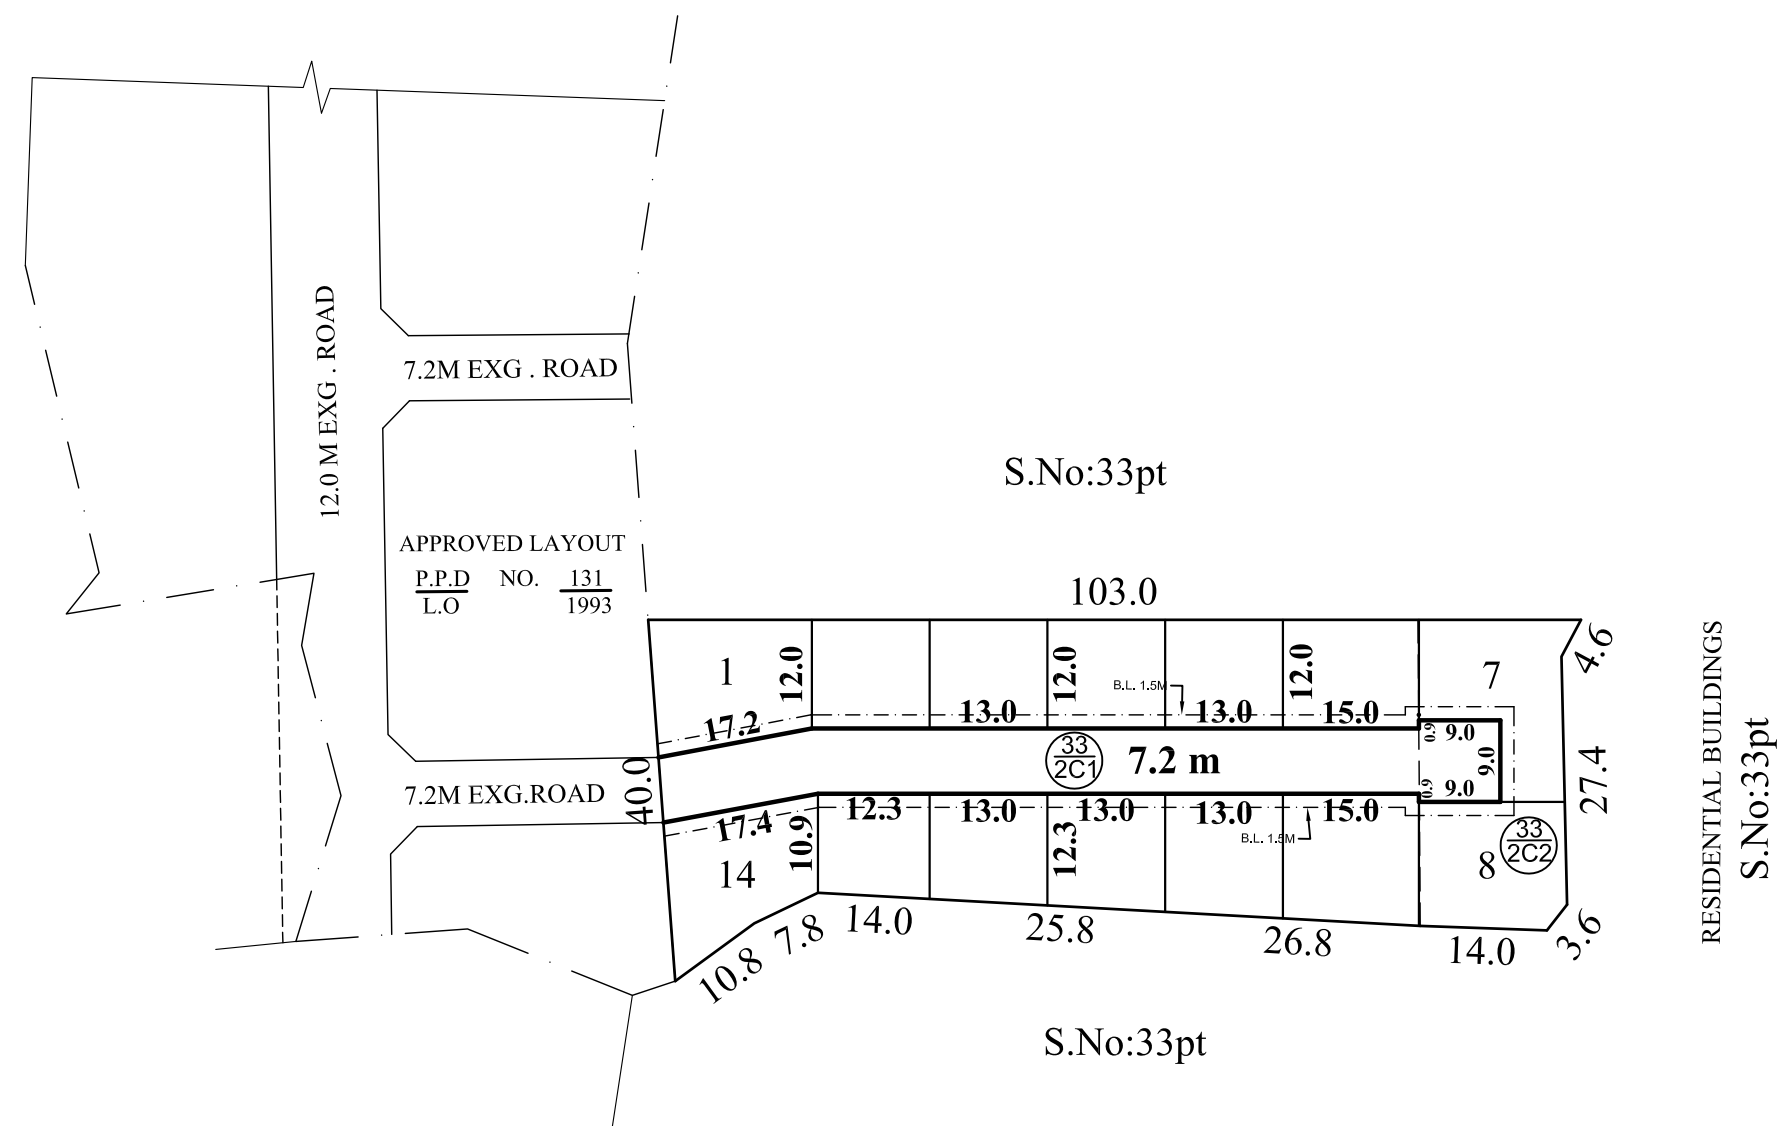 12.0 M EXG . ROAD
7.2M EXG . ROAD
S.No:33pt
APPROVED LAYOUT
P.P.D NO. 131
L.O 1993
103.0
4.6
1
12.0
12.0
12.0
7
B.L. 1.5M
17.2
13.0
13.0
15.0
0.9
9.0
9.0
33
2C1
7.2 m
40.0
7.2M EXG.ROAD
27.4
RESIDENTIAL BUILDINGS
S.No:33pt
0.9
9.0
17.4
10.9
12.3
13.0
13.0
13.0
15.0
12.3
B.L. 1.5M
14
8
33
2C2
10.8
7.8
14.0
25.8
26.8
14.0
3.6
S.No:33pt